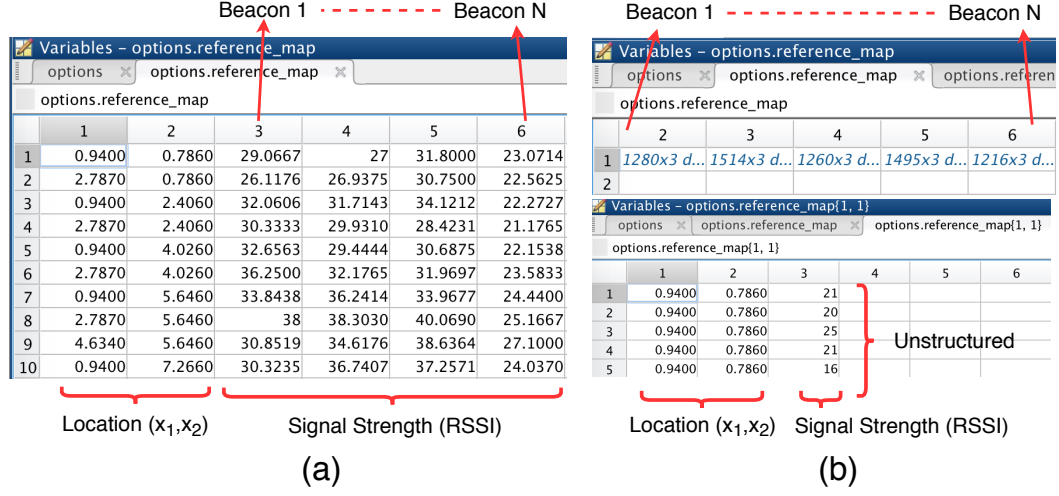 Beacon 1 Beacon N
Variables – options.reference_map
options options.reference_map
options.reference_map
1 2 3 4 5 6
1 0.9400 0.7860 29.0667 27 31.8000 23.0714
2 2.7870 0.7860 26.1176 26.9375 30.7500 22.5625
3 0.9400 2.4060 32.0606 31.7143 34.1212 22.2727
4 2.7870 2.4060 30.3333 29.9310 28.4231 21.1765
5 0.9400 4.0260 32.6563 29.4444 30.6875 22.1538
6 2.7870 4.0260 36.2500 32.1765 31.9697 23.5833
7 0.9400 5.6460 33.8438 36.2414 33.9677 24.4400
8 2.7870 5.6460 38 38.3030 40.0690 25.1667
9 4.6340 5.6460 30.8519 34.6176 38.6364 27.1000
10 0.9400 7.2660 30.3235 36.7407 37.2571 24.0370
Location (x1,x2) Signal Strength (RSSI)
(a)
Beacon 1 Beacon N
Variables – options.reference_map
options options.reference_map options.referen
options.reference_map
2 3 4 5 6
1 1280x3 d... 1514x3 d... 1260x3 d... 1495x3 d... 1216x3 d...
2
Variables – options.reference_map{1, 1}
options options.reference_map options.reference_map{1, 1}
options.reference_map{1, 1}
1 2 3 4 5 6
1 0.9400 0.7860 21
2 0.9400 0.7860 20
3 0.9400 0.7860 25
4 0.9400 0.7860 21
5 0.9400 0.7860 16
Unstructured
Location (x1,x2) Signal Strength (RSSI)
(b)